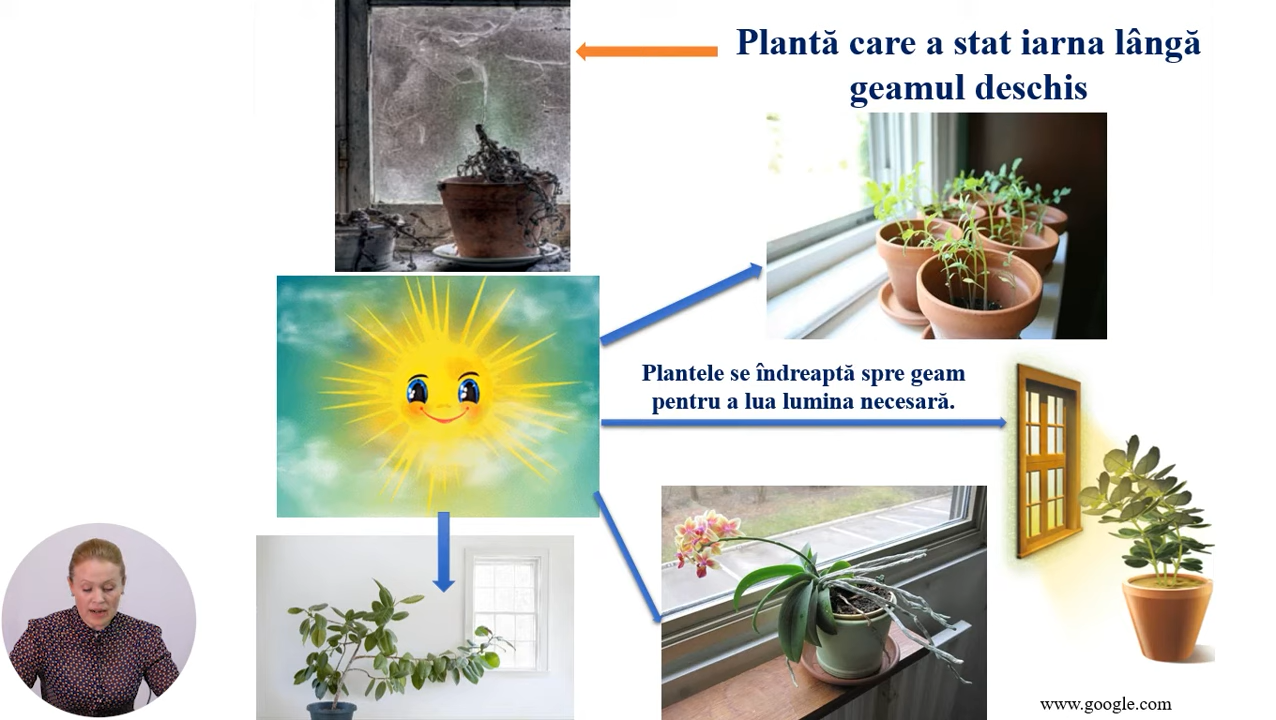 Plantă care a stat iarna lângă
geamul deschis
Plantele se îndreaptă spre geam
pentru a lua lumina necesară.
www.google.com